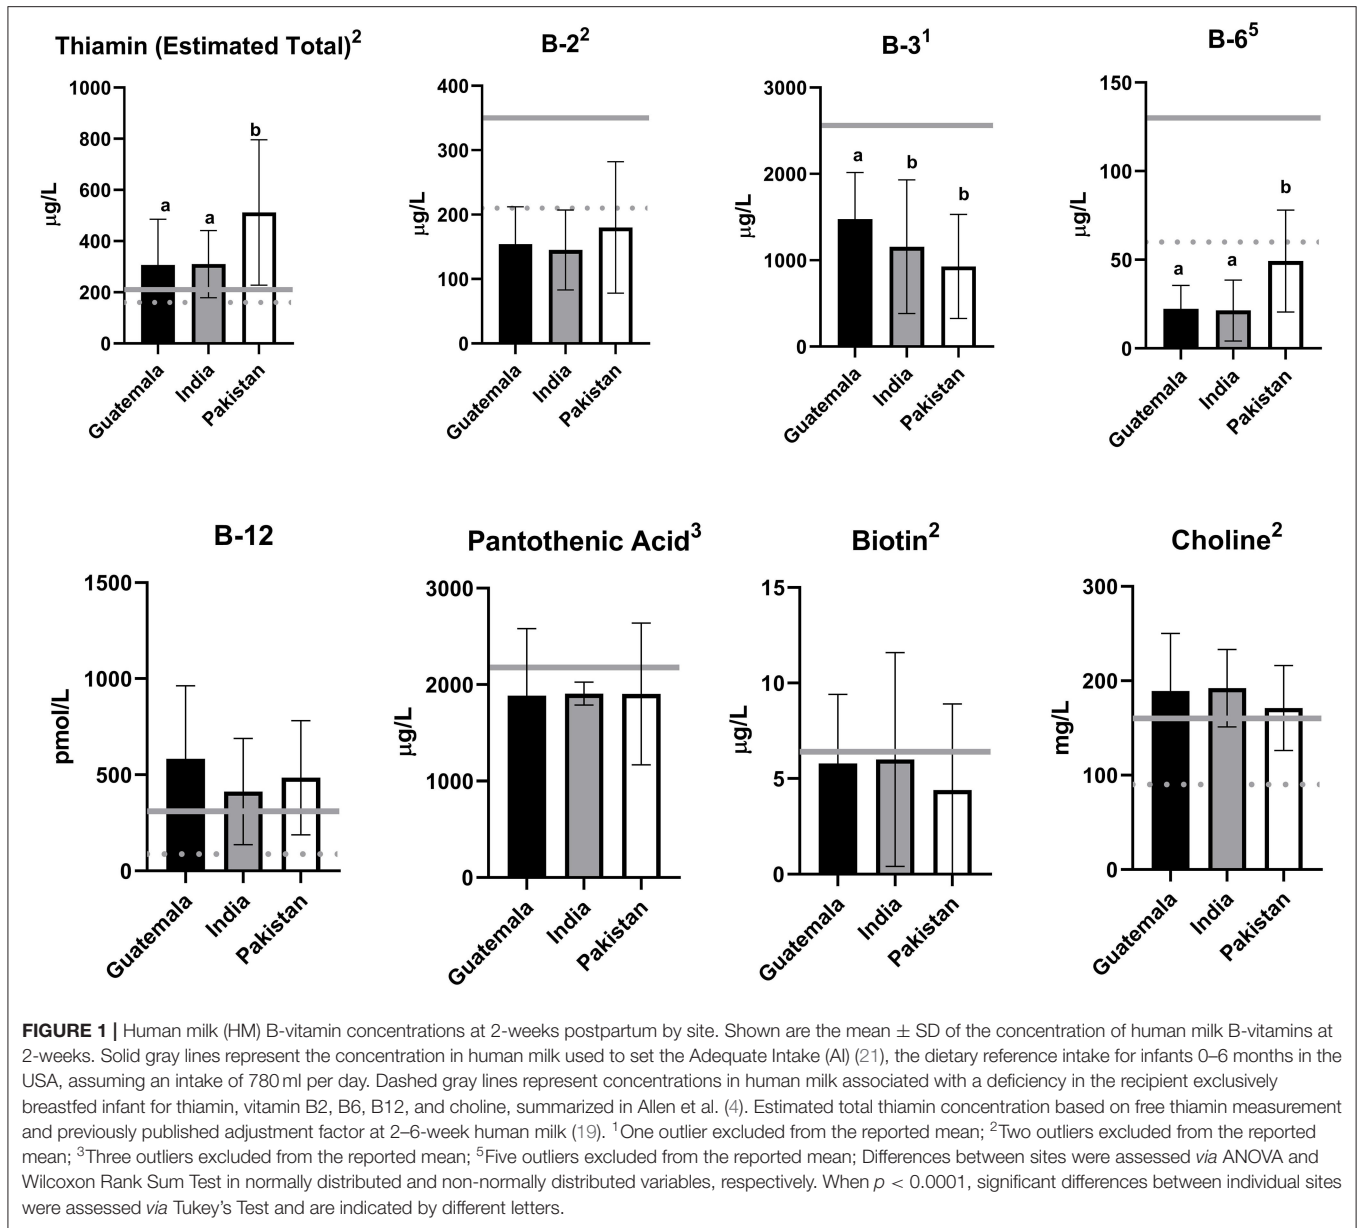 Thiamin (Estimated Total)2
B-22
B-31
B-65
1000
800
600
400
200
0
µg/L
a
a
b
Guatemala
India
Pakistan
400
300
200
100
0
µg/L
Guatemala
India
Pakistan
3000
2000
1000
0
µg/L
a
b
b
Guatemala
India
Pakistan
150
100
50
0
µg/L
a
a
b
Guatemala
India
Pakistan
B-12
Pantothenic Acid3
Biotin2
Choline2
1500
1000
500
0
pmol/L
Guatemala
India
Pakistan
3000
2000
1000
0
µg/L
Guatemala
India
Pakistan
15
10
5
0
µg/L
Guatemala
India
Pakistan
300
200
100
0
mg/L
Guatemala
India
Pakistan
FIGURE 1 | Human milk (HM) B-vitamin concentrations at 2-weeks postpartum by site. Shown are the mean ± SD of the concentration of human milk B-vitamins at
2-weeks. Solid gray lines represent the concentration in human milk used to set the Adequate Intake (AI) (21), the dietary reference intake for infants 0–6 months in the
USA, assuming an intake of 780 ml per day. Dashed gray lines represent concentrations in human milk associated with a deficiency in the recipient exclusively
breastfed infant for thiamin, vitamin B2, B6, B12, and choline, summarized in Allen et al. (4). Estimated total thiamin concentration based on free thiamin measurement
and previously published adjustment factor at 2–6-week human milk (19). 1One outlier excluded from the reported mean; 2Two outliers excluded from the reported
mean; 3Three outliers excluded from the reported mean; 5Five outliers excluded from the reported mean; Differences between sites were assessed via ANOVA and
Wilcoxon Rank Sum Test in normally distributed and non-normally distributed variables, respectively. When p < 0.0001, significant differences between individual sites
were assessed via Tukey's Test and are indicated by different letters.